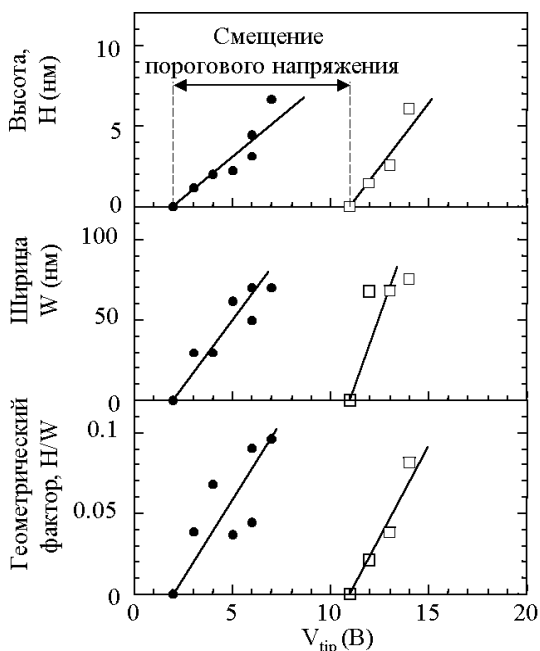 Высота,
H (нм)
10
5
0
Смещение
порогового напряжения
Ширина
W (нм)
100
50
0
Геометрический
фактор, H/W
0.1
0.05
0
0 5 10 15 20
V_tip (В)